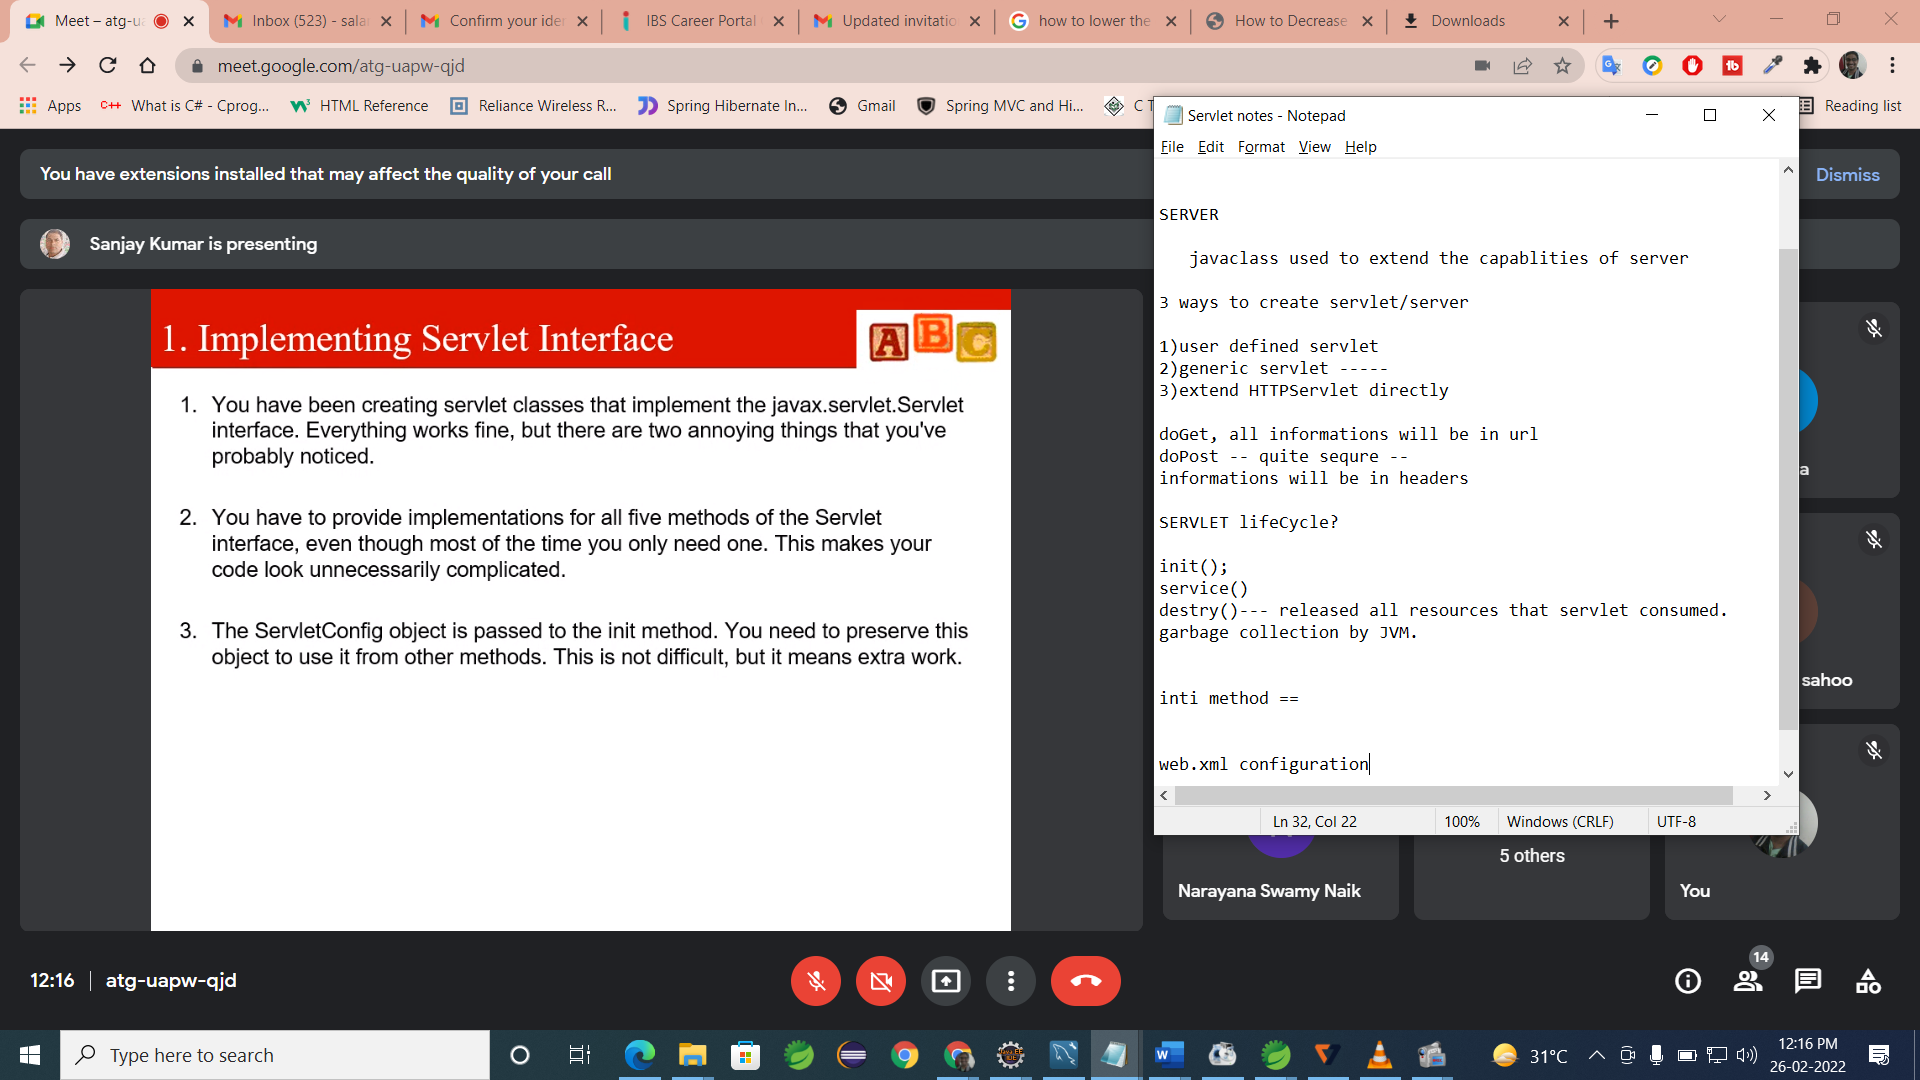 Meet – atg-u
Inbox (523) - sala
Confirm your ide
IBS Career Portal
Updated invitatio
how to lower the
How to Decrease
Downloads
meet.google.com/atg-uapw-qjd
Apps
What is C# - Cprog...
HTML Reference
Reliance Wireless R...
Spring Hibernate In...
Gmail
Spring MVC and Hi...
C T
Reading list
You have extensions installed that may affect the quality of your call
Dismiss
Sanjay Kumar is presenting
1. Implementing Servlet Interface
A B C
1. You have been creating servlet classes that implement the javax.servlet.Servlet
interface. Everything works fine, but there are two annoying things that you've
probably noticed.
2. You have to provide implementations for all five methods of the Servlet
interface, even though most of the time you only need one. This makes your
code look unnecessarily complicated.
3. The ServletConfig object is passed to the init method. You need to preserve this
object to use it from other methods. This is not difficult, but it means extra work.
Servlet notes - Notepad
File Edit Format View Help
SERVER
javaclass used to extend the capablities of server
3 ways to create servlet/server
1)user defined servlet
2)generic servlet -----
3)extend HTTPServlet directly
doGet, all informations will be in url
doPost -- quite sequre --
informations will be in headers
SERVLET lifeCycle?
init();
service()
destry()--- released all resources that servlet consumed.
garbage collection by JVM.
inti method ==
web.xml configuration
Ln 32, Col 22
100%
Windows (CRLF)
UTF-8
a
sahoo
Narayana Swamy Naik
5 others
You
12:16
atg-uapw-qjd
14
Type here to search
31°C
12:16 PM
26-02-2022